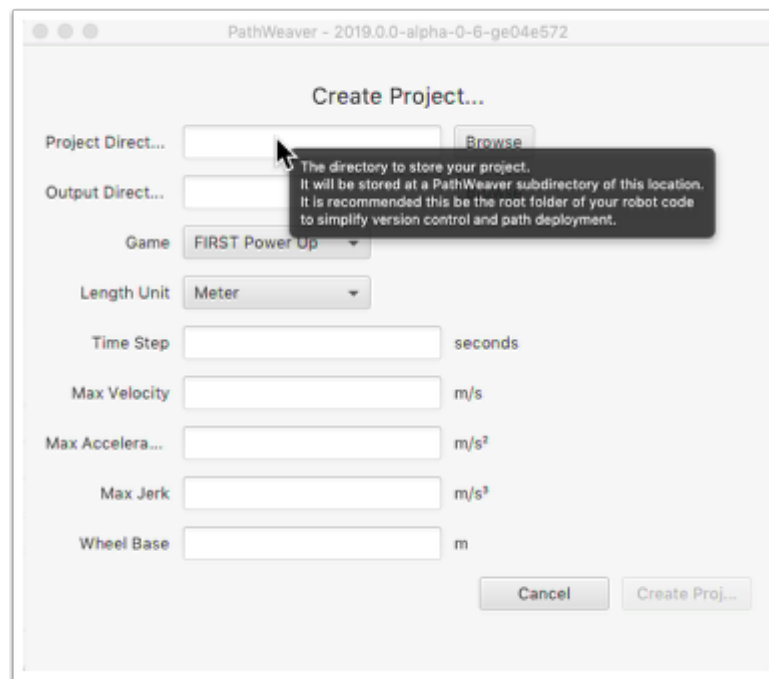 PathWeaver - 2019.0.0-alpha-0-6-ge04e572
Create Project...
Project Direct... Browse
The directory to store your project.
It will be stored at a PathWeaver subdirectory of this location.
It is recommended this be the root folder of your robot code
to simplify version control and path deployment.
Output Direct...
Game FIRST Power Up
Length Unit Meter
Time Step seconds
Max Velocity m/s
Max Accelera... m/s²
Max Jerk m/s³
Wheel Base m
Cancel Create Proj...